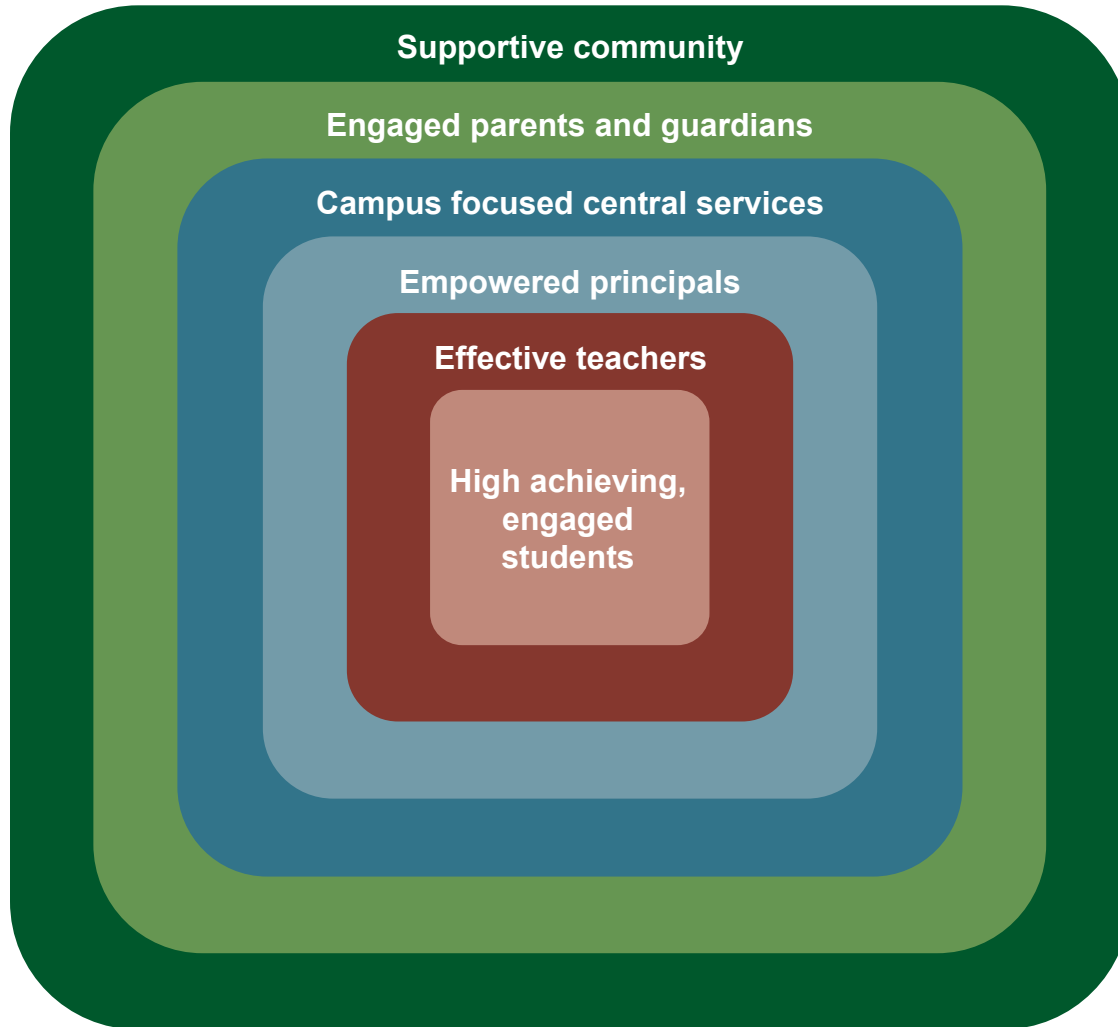 Supportive community
Engaged parents and guardians
Campus focused central services
Empowered principals
Effective teachers
High achieving,
engaged
students